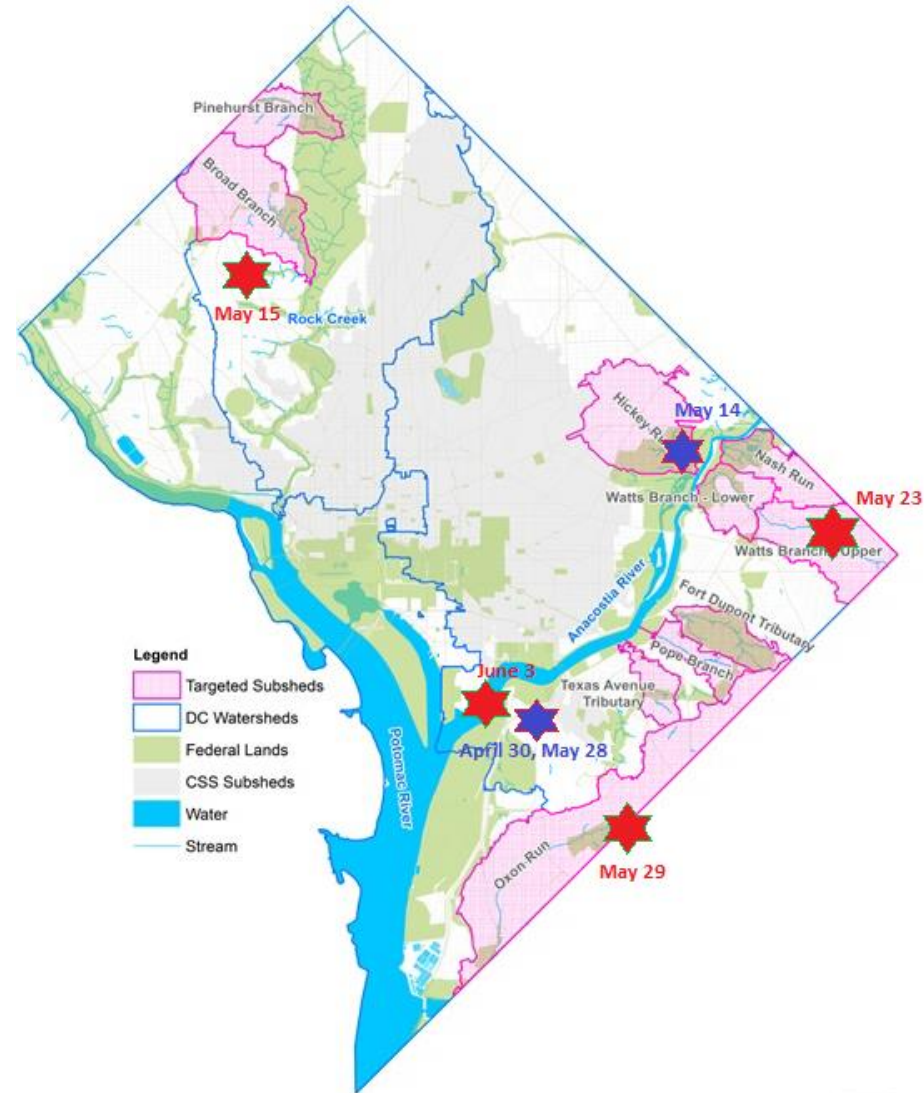 Pinehurst Branch
Broad Branch
May 15
Rock Creek
Hickey-Run
May 14
Nash Run
May 23
Watts Branch - Lower
Watts Branch - Upper
Anacostia River
Fort Dupont Tributary
Pope-Branch
June 3
Texas Avenue
Tributary
April 30, May 28
Potomac River
May 29
Oxon-Run
Legend
Targeted Subsheds
DC Watersheds
Federal Lands
CSS Subsheds
Water
Stream